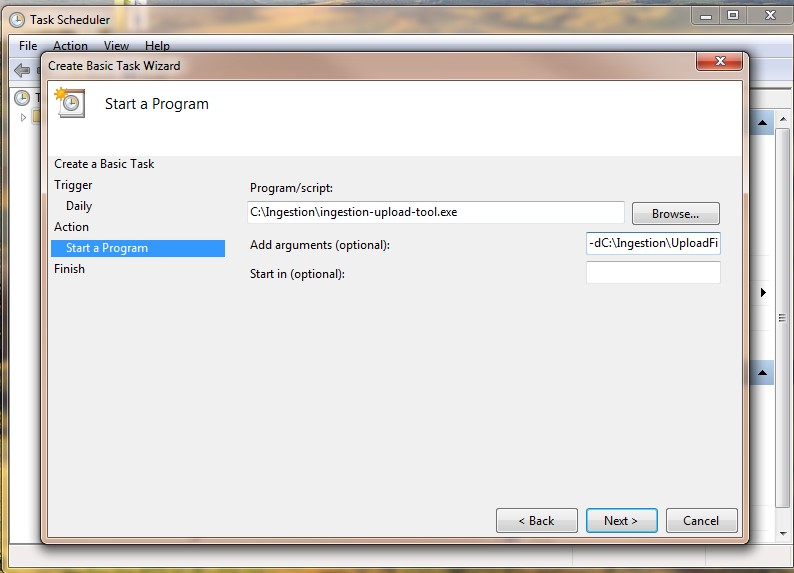 Task Scheduler
File Action View Help
Create Basic Task Wizard
Start a Program
Create a Basic Task
Trigger
Daily
Action
Start a Program
Finish
Program/script:
C:\Ingestion\ingestion-upload-tool.exe
Browse...
Add arguments (optional):
-dC:\Ingestion\UploadFi
Start in (optional):
< Back
Next >
Cancel